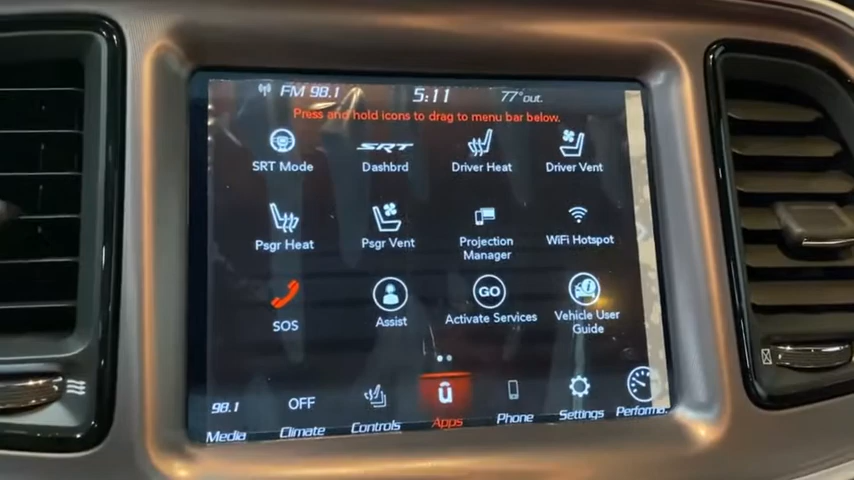 FM 98.1 5:11 77°out.
Press and hold icons to drag to menu bar below.
SRT
SRT Mode Dashbrd Driver Heat Driver Vent
Psgr Heat Psgr Vent Projection Manager WiFi Hotspot
GO
SOS Assist Activate Services Vehicle User Guide
98.1 OFF
Media Climate Controls Apps Phone Settings Performa..